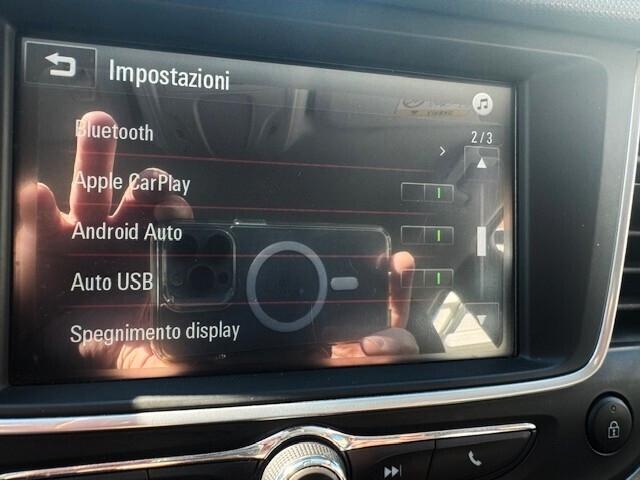 Impostazioni
Bluetooth
2/3
Apple CarPlay
Android Auto
Auto USB
Spegnimento display